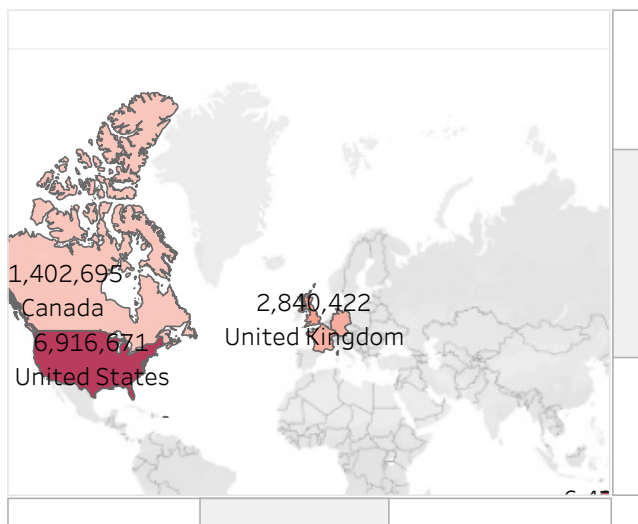 1,402,695
Canada
6,916,671
United States
2,840,422
United Kingdom